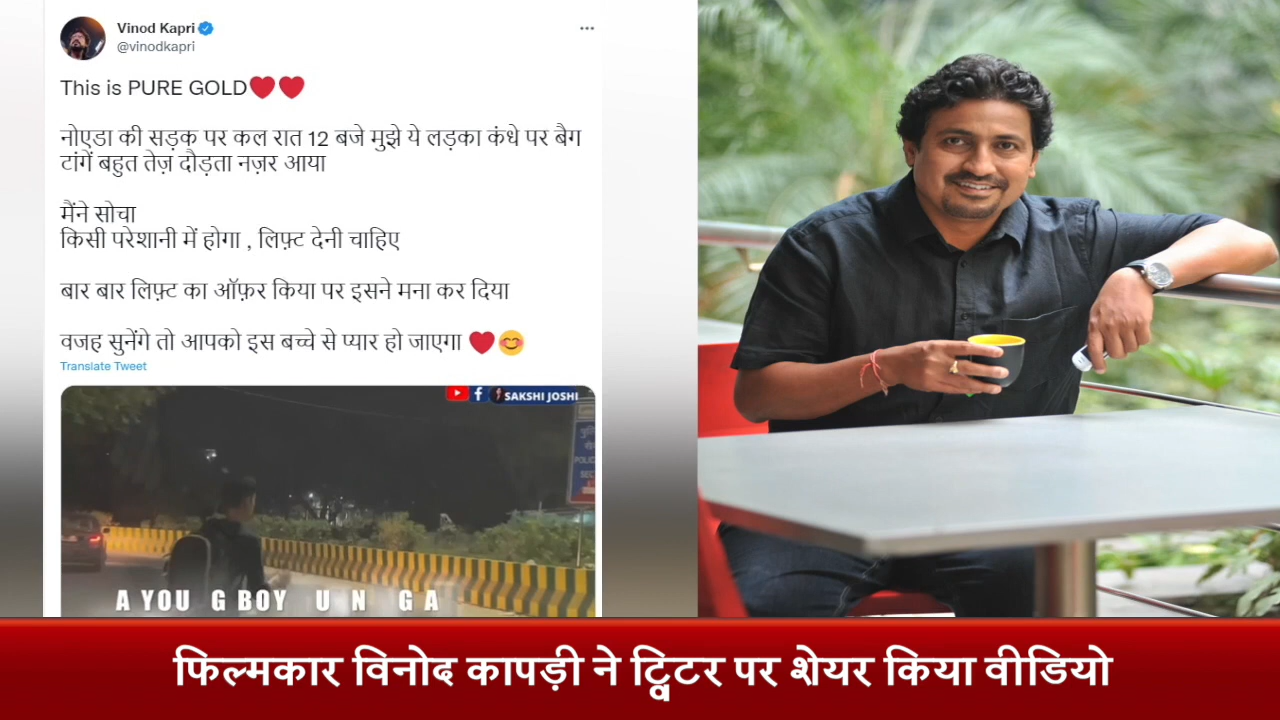 Vinod Kapri
@vinodkapri
This is PURE GOLD❤️❤️
नोएडा की सड़क पर कल रात 12 बजे मुझे ये लड़का कंधे पर बैग
टांगें बहुत तेज़ दौड़ता नज़र आया
मैंने सोचा
किसी परेशानी में होगा , लिफ़्ट देनी चाहिए
बार बार लिफ़्ट का ऑफ़र किया पर इसने मना कर दिया
वजह सुनेंगे तो आपको इस बच्चे से प्यार हो जाएगा ❤️😊
Translate Tweet
SAKSHI JOSHI
A YOU G BOY U N G A
फिल्मकार विनोद कापड़ी ने ट्विटर पर शेयर किया वीडियो